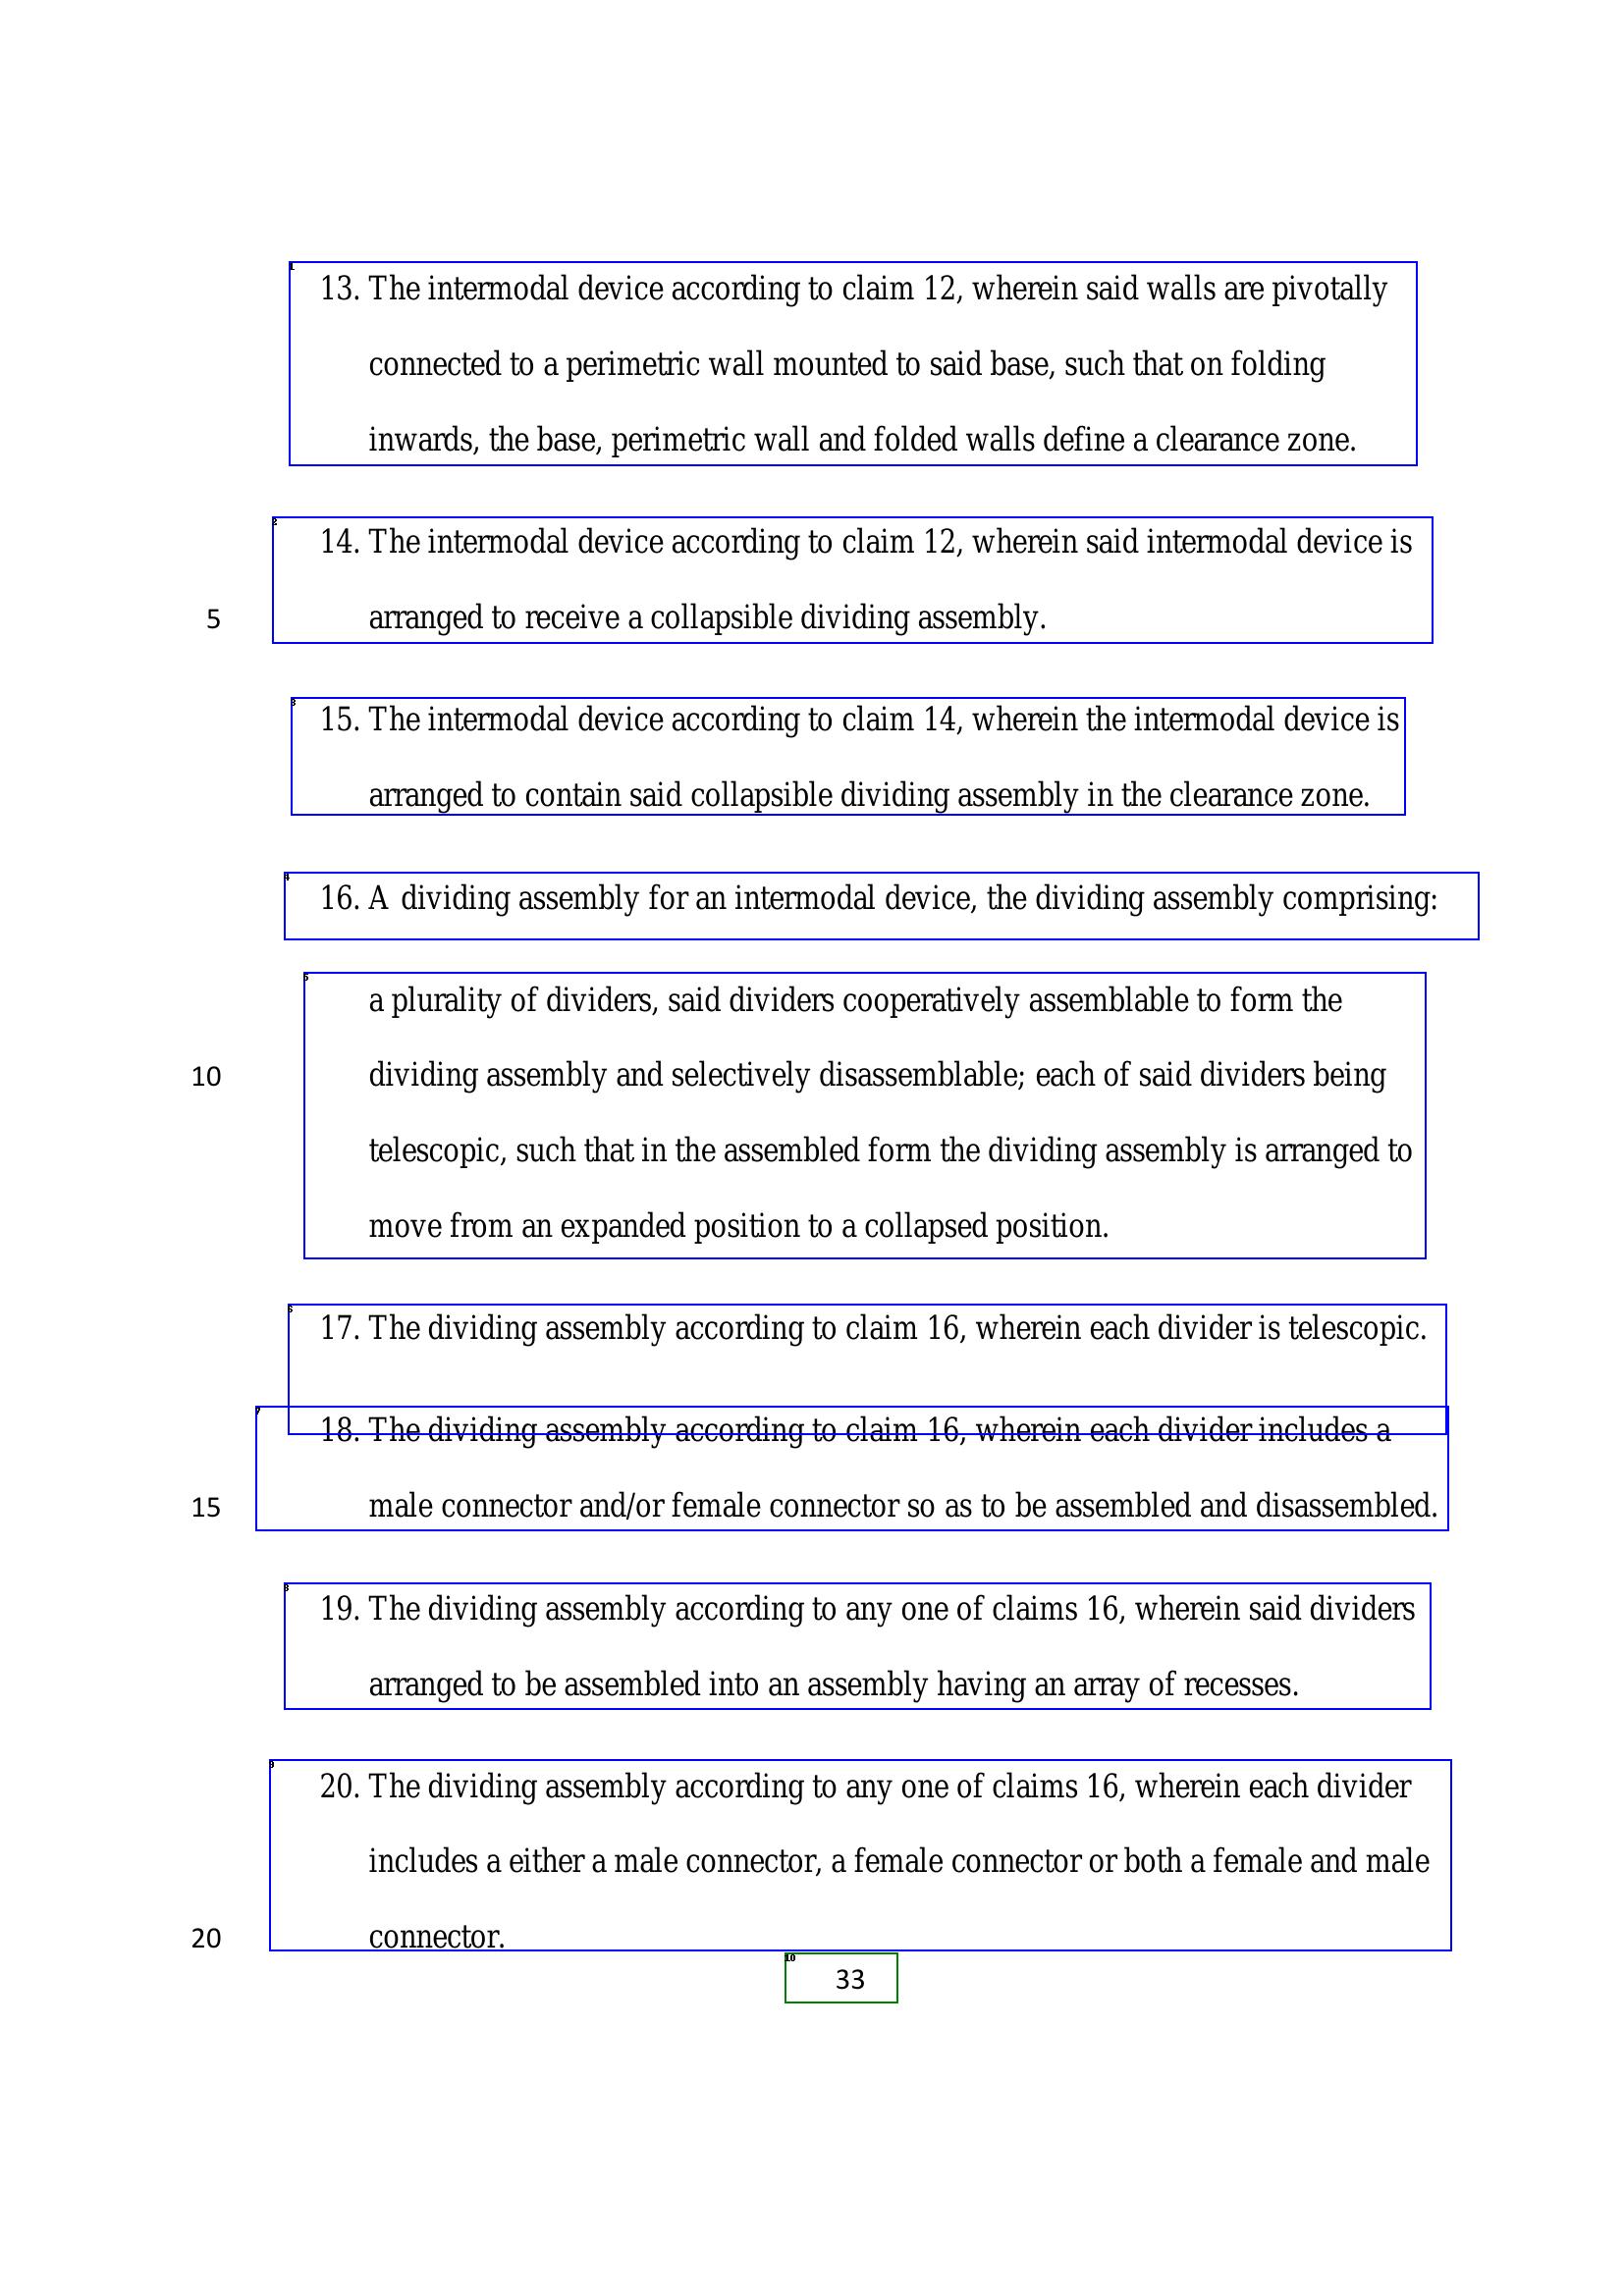 13. The intermodal device according to claim 12, wherein said walls are pivotally
connected to a perimetric wall mounted to said base, such that on folding
inwards, the base, perimetric wall and folded walls define a clearance zone.
14. The intermodal device according to claim 12, wherein said intermodal device is
5 arranged to receive a collapsible dividing assembly.
15. The intermodal device according to claim 14, wherein the intermodal device is
arranged to contain said collapsible dividing assembly in the clearance zone.
16. A dividing assembly for an intermodal device, the dividing assembly comprising:
a plurality of dividers, said dividers cooperatively assemblable to form the
10 dividing assembly and selectively disassemblable; each of said dividers being
telescopic, such that in the assembled form the dividing assembly is arranged to
move from an expanded position to a collapsed position.
17. The dividing assembly according to claim 16, wherein each divider is telescopic.
18. The dividing assembly according to claim 16, wherein each divider includes a
15 male connector and/or female connector so as to be assembled and disassembled.
19. The dividing assembly according to any one of claims 16, wherein said dividers
arranged to be assembled into an assembly having an array of recesses.
20. The dividing assembly according to any one of claims 16, wherein each divider
includes a either a male connector, a female connector or both a female and male
20 connector.
33